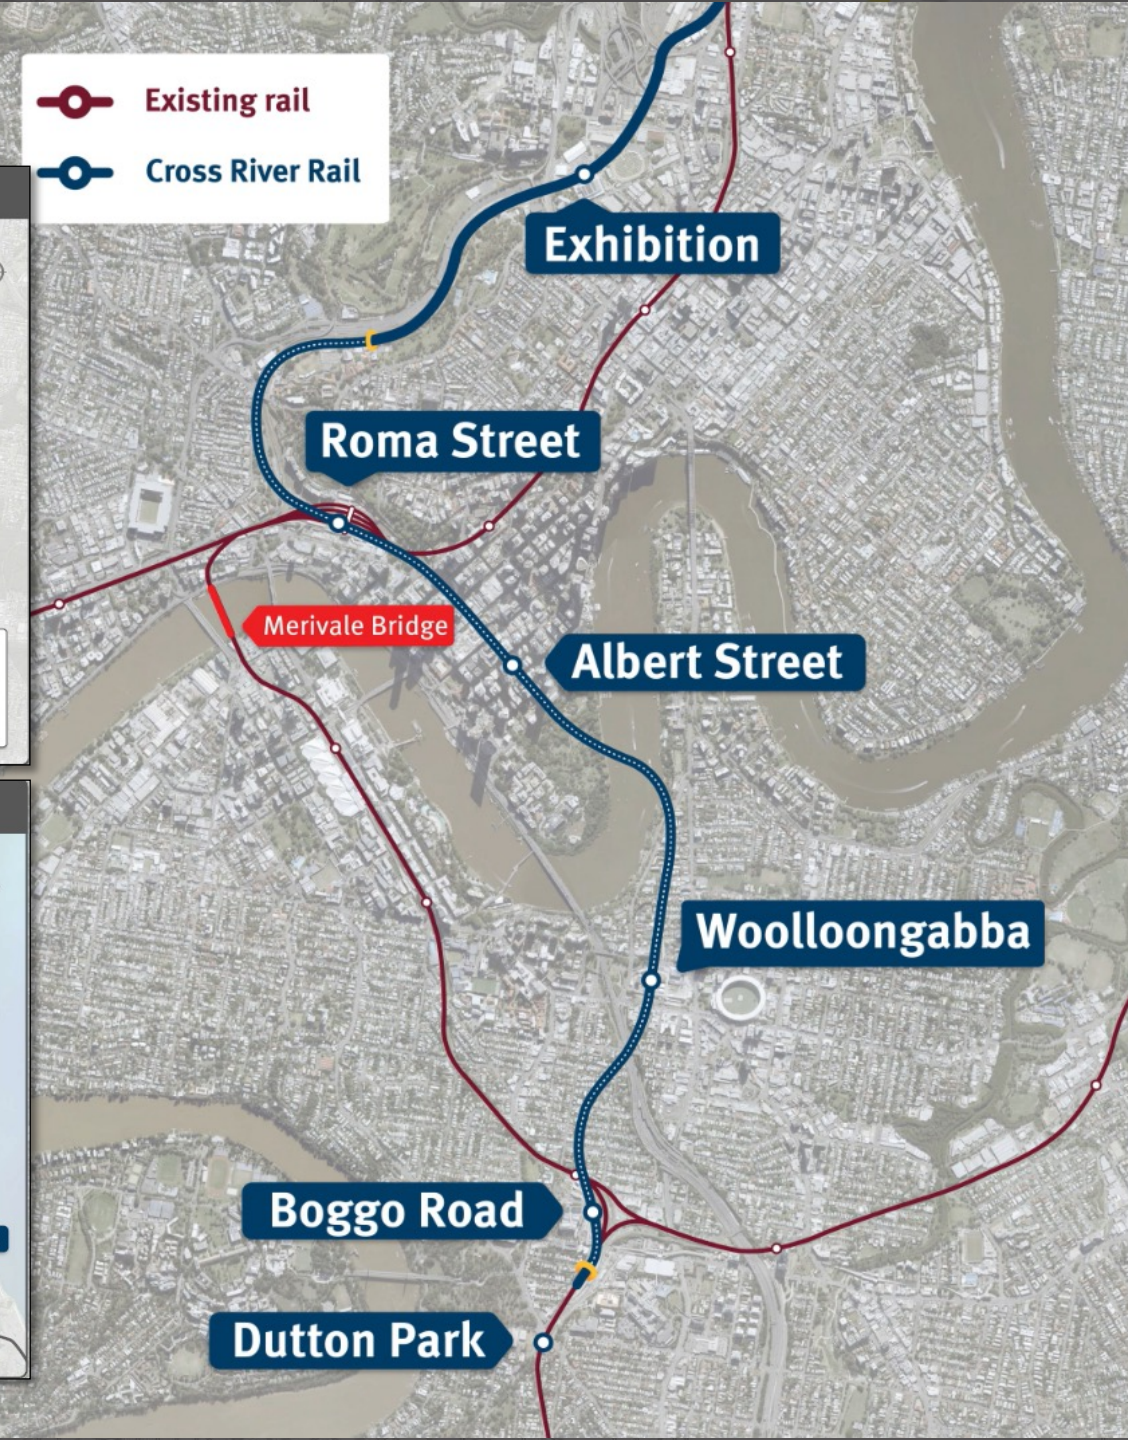 Existing rail
Cross River Rail
Exhibition
Roma Street
Merivale Bridge
Albert Street
Woolloongabba
Boggo Road
Dutton Park